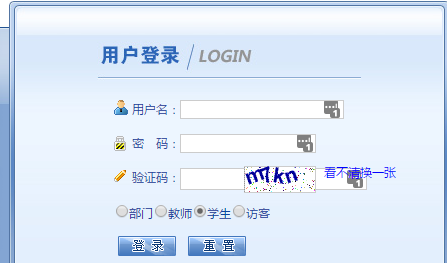 用户登录 / LOGIN
用户名：
密 码：
验证码： m7kn 看不清换一张
部门 教师 学生 访客
登 录 重 置